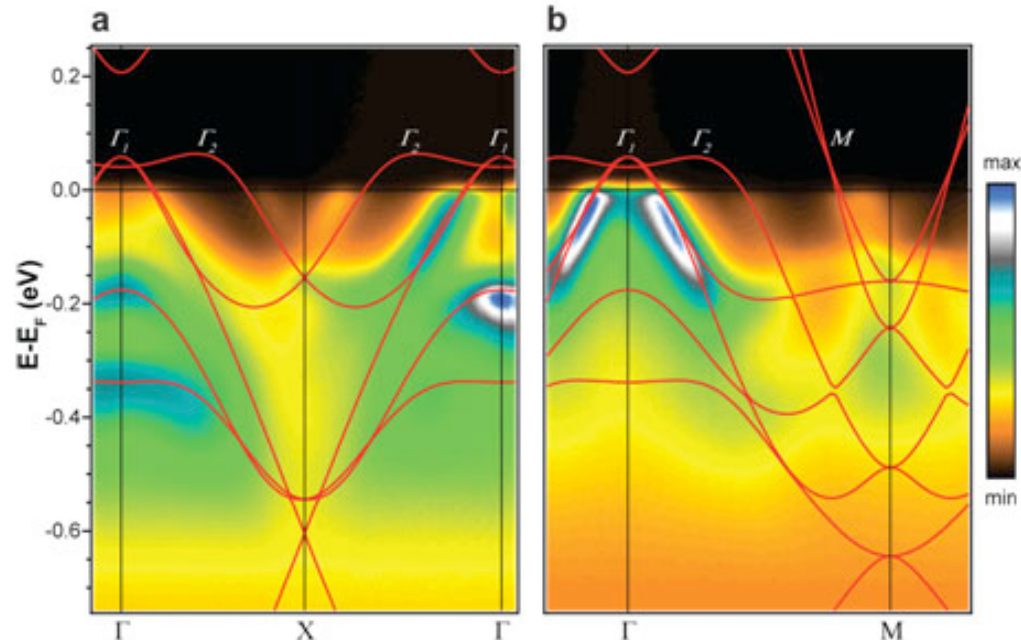 a
b
E-E_F (eV)
0.2
0.0
-0.2
-0.4
-0.6
Γ₁ Γ₂ Γ₂ Γ₁
Γ₁ Γ₂ M
Γ X Γ
Γ M
max
min